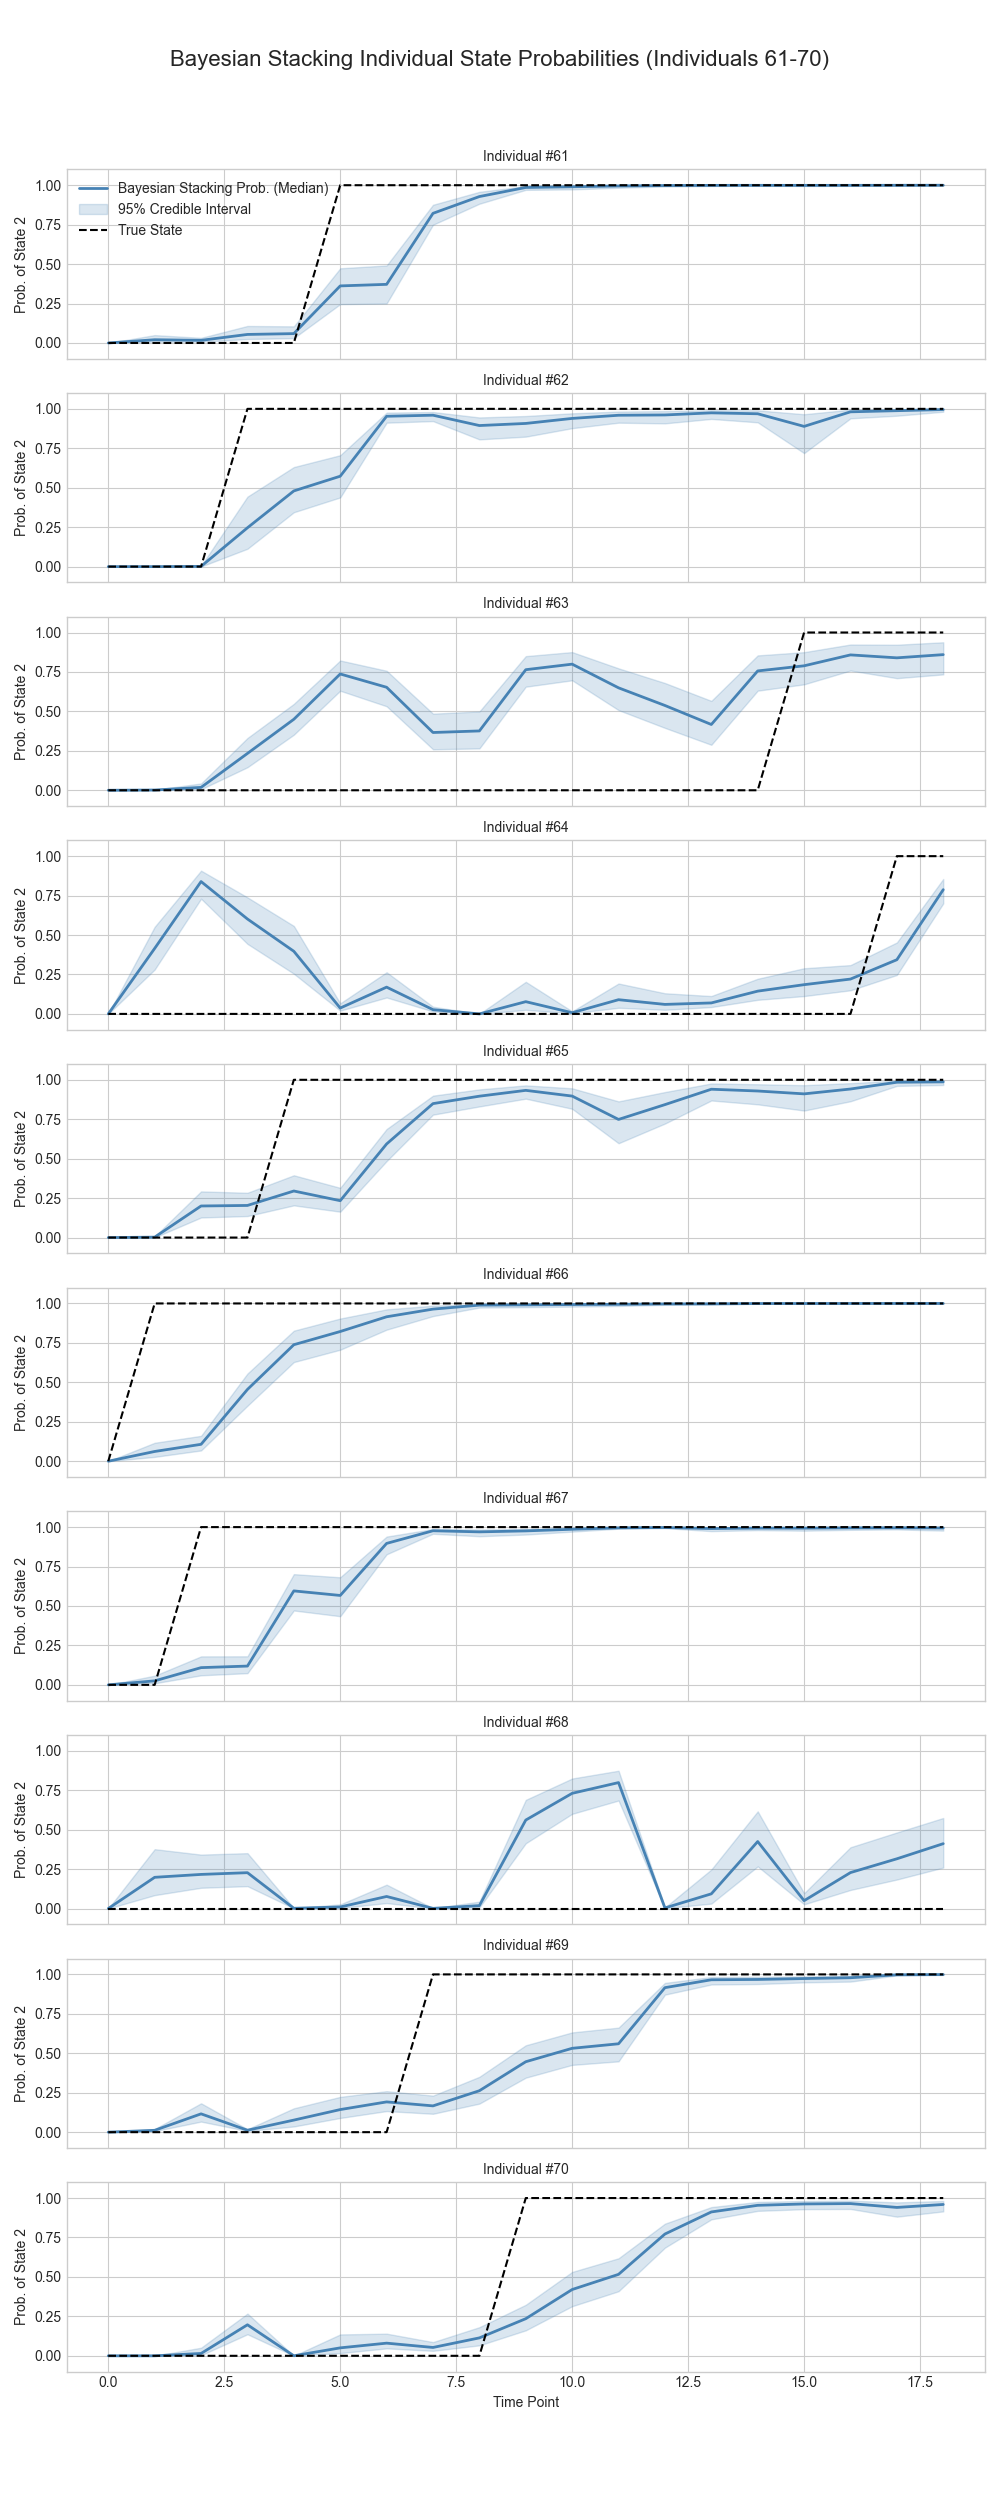 Bayesian Stacking Individual State Probabilities (Individuals 61-70)
Individual #61
Bayesian Stacking Prob. (Median)
95% Credible Interval
True State
Prob. of State 2
1.00
0.75
0.50
0.25
0.00
Individual #62
Prob. of State 2
1.00
0.75
0.50
0.25
0.00
Individual #63
Prob. of State 2
1.00
0.75
0.50
0.25
0.00
Individual #64
Prob. of State 2
1.00
0.75
0.50
0.25
0.00
Individual #65
Prob. of State 2
1.00
0.75
0.50
0.25
0.00
Individual #66
Prob. of State 2
1.00
0.75
0.50
0.25
0.00
Individual #67
Prob. of State 2
1.00
0.75
0.50
0.25
0.00
Individual #68
Prob. of State 2
1.00
0.75
0.50
0.25
0.00
Individual #69
Prob. of State 2
1.00
0.75
0.50
0.25
0.00
Individual #70
Prob. of State 2
1.00
0.75
0.50
0.25
0.00
0.0 2.5 5.0 7.5 10.0 12.5 15.0 17.5
Time Point